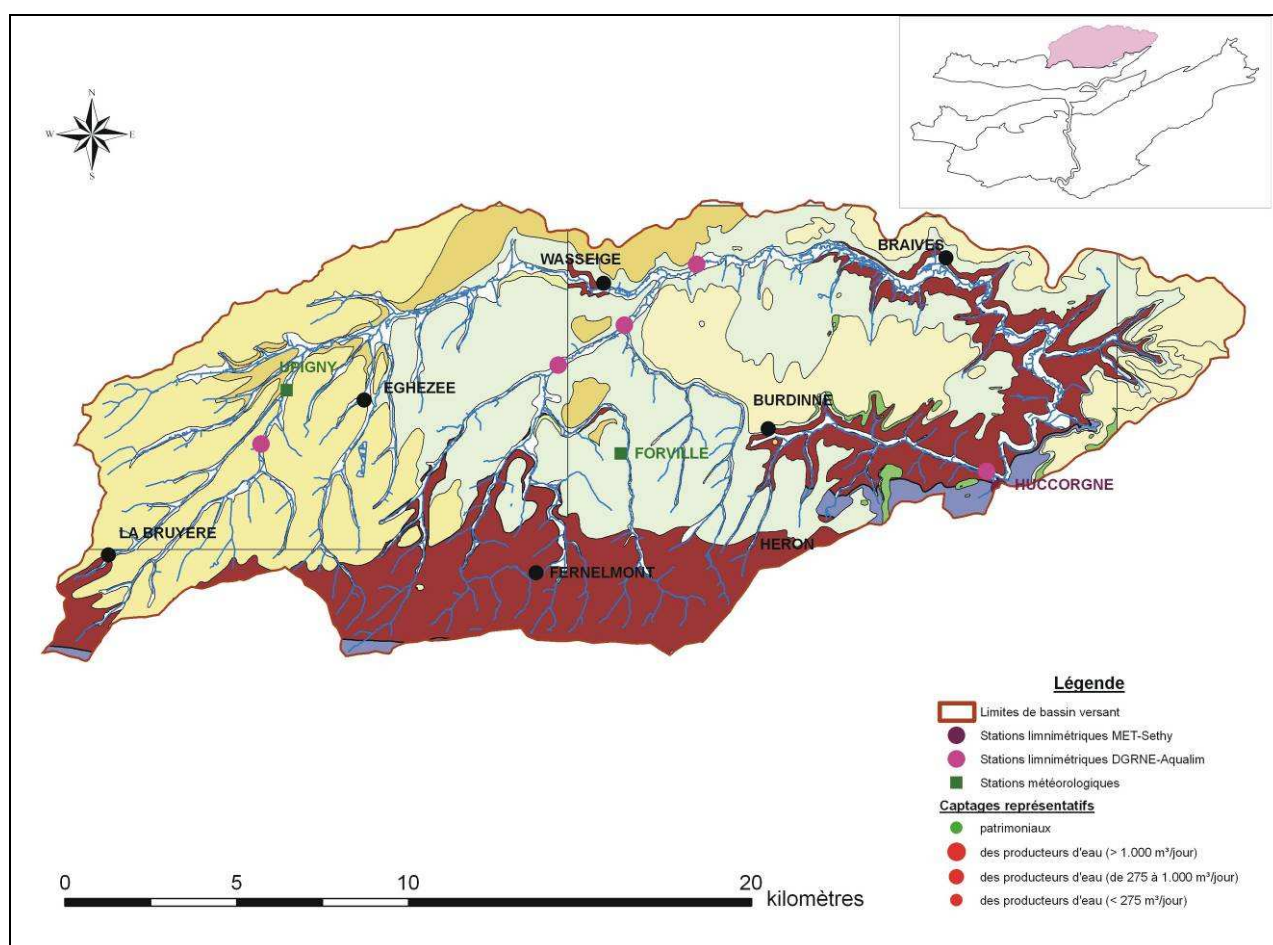 N
W E
S
WASSEIGE
BRAIVES
UPIGNY
EGHEZEE
BURDINNE
FORVILLE
HUCCORGNE
LA BRUYERE
HERON
FERNELMONT
Légende
Limites de bassin versant
Stations limnimétriques MET-Sethy
Stations limnimétriques DGRNE-Aqualim
Stations météorologiques
Captages représentatifs
patrimoniaux
des producteurs d'eau (> 1.000 m³/jour)
des producteurs d'eau (de 275 à 1.000 m³/jour)
des producteurs d'eau (< 275 m³/jour)
0 5 10 20
kilomètres